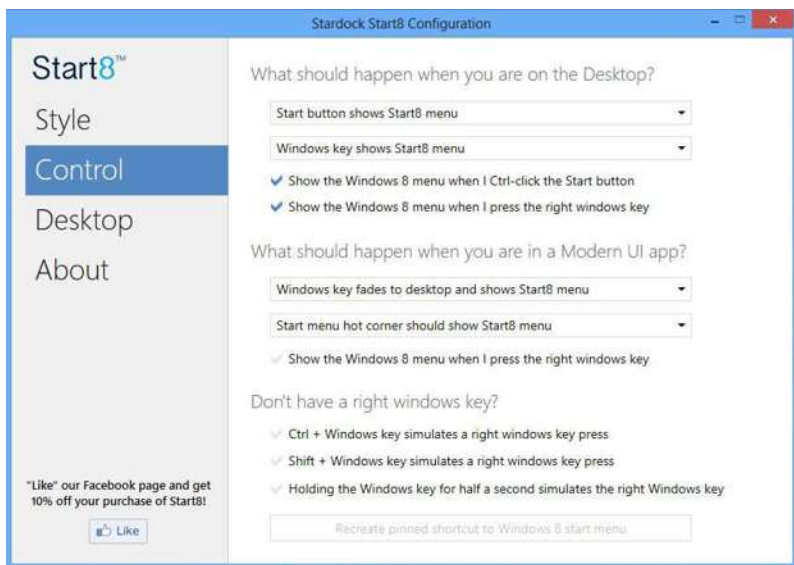 Stardock Start8 Configuration
Start8™
Style
Control
Desktop
About
"Like" our Facebook page and get
10% off your purchase of Start8!
Like
What should happen when you are on the Desktop?
Start button shows Start8 menu
Windows key shows Start8 menu
Show the Windows 8 menu when I Ctrl-click the Start button
Show the Windows 8 menu when I press the right windows key
What should happen when you are in a Modern UI app?
Windows key fades to desktop and shows Start8 menu
Start menu hot corner should show Start8 menu
Show the Windows 8 menu when I press the right windows key
Don't have a right windows key?
Ctrl + Windows key simulates a right windows key press
Shift + Windows key simulates a right windows key press
Holding the Windows key for half a second simulates the right Windows key
Recreate pinned shortcut to Windows 8 start menu